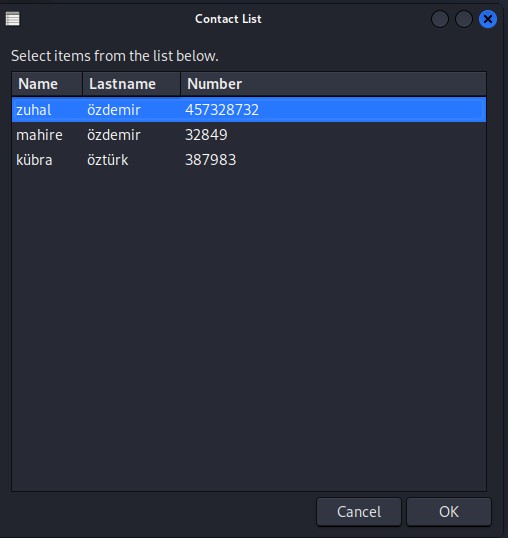 Contact List
Select items from the list below.
Name Lastname Number
zuhal özdemir 457328732
mahire özdemir 32849
kübra öztürk 387983
Cancel OK